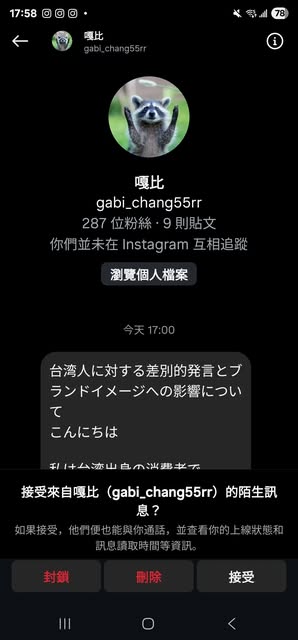 17:58
78
嘎比
gabi_chang55rr
嘎比
gabi_chang55rr
287 位粉絲 · 9 則貼文
你們並未在 Instagram 互相追蹤
瀏覽個人檔案
今天 17:00
台湾人に対する差別的発言とブ
ランドイメージへの影響につい
て
こんにちは
私は台湾出身の消費者で
接受來自嘎比（gabi_chang55rr）的陌生訊
息？
如果接受，他們便也能與你通話，並查看你的上線狀態和
訊息讀取時間等資訊。
封鎖
刪除
接受